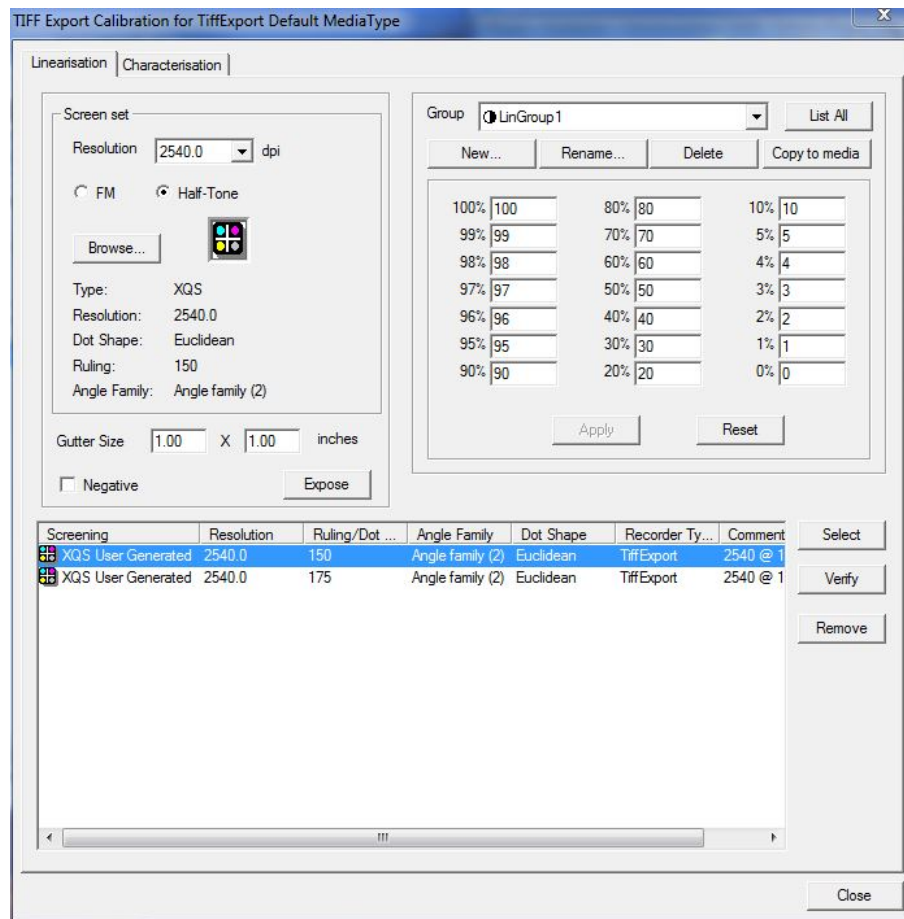 TIFF Export Calibration for TiffExport Default MediaType
X
Linearisation Characterisation
Screen set
Resolution 2540.0 dpi
FM Half-Tone
Browse...
Type: XQS
Resolution: 2540.0
Dot Shape: Euclidean
Ruling: 150
Angle Family: Angle family (2)
Gutter Size 1.00 X 1.00 inches
Negative Expose
Group LinGroup1 List All
New... Rename... Delete Copy to media
100% 100 80% 80 10% 10
99% 99 70% 70 5% 5
98% 98 60% 60 4% 4
97% 97 50% 50 3% 3
96% 96 40% 40 2% 2
95% 95 30% 30 1% 1
90% 90 20% 20 0% 0
Apply Reset
Screening Resolution Ruling/Dot ... Angle Family Dot Shape Recorder Ty... Comment
XQS User Generated 2540.0 150 Angle family (2) Euclidean TiffExport 2540 @ 1
XQS User Generated 2540.0 175 Angle family (2) Euclidean TiffExport 2540 @ 1
Select
Verify
Remove
Close